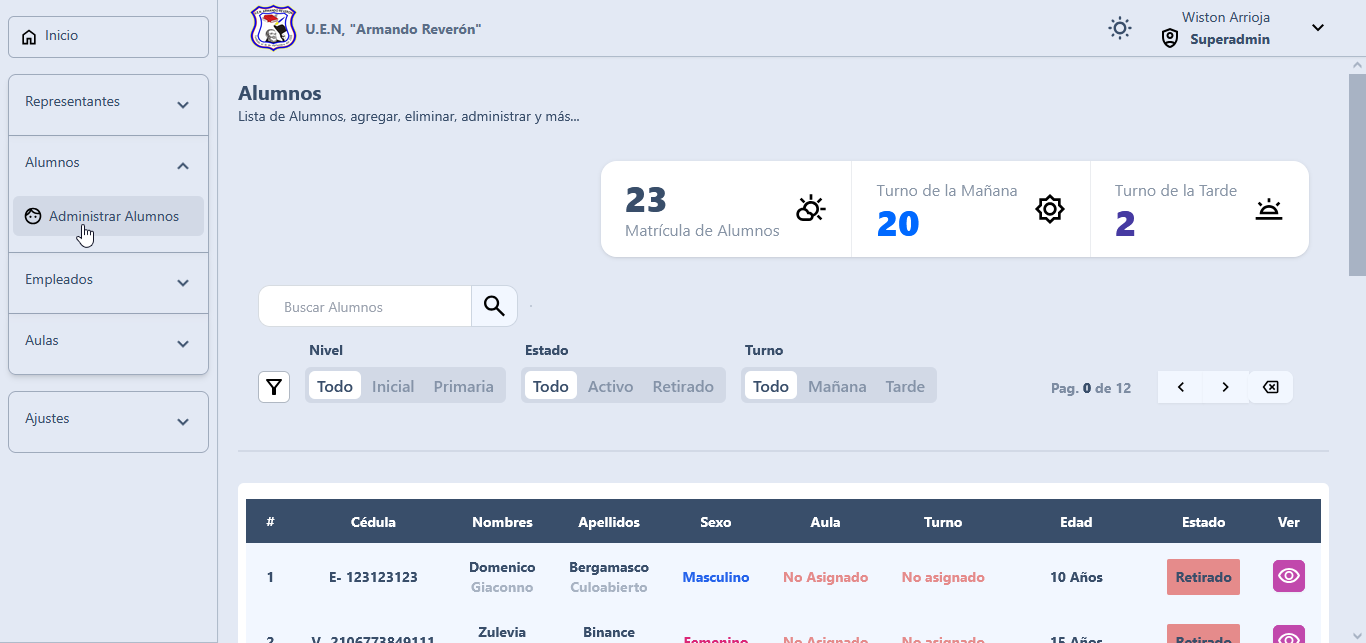 Inicio
Representantes
Alumnos
Administrar Alumnos
Empleados
Aulas
Ajustes
U.E.N, "Armando Reverón"
Wiston Arrioja
Superadmin
Alumnos
Lista de Alumnos, agregar, eliminar, administrar y más...
23
Matrícula de Alumnos
Turno de la Mañana
20
Turno de la Tarde
2
Buscar Alumnos
Nivel Estado Turno
Todo Inicial Primaria Todo Activo Retirado Todo Mañana Tarde
Pag. 0 de 12
# Cédula Nombres Apellidos Sexo Aula Turno Edad Estado Ver
1 E- 123123123 Domenico Giaconno Bergamasco Culoabierto Masculino No Asignado No asignado 10 Años Retirado
2 V- 2106773849111 Zulevia Binance Femenino No Asignado No asignado 15 Años Retirado